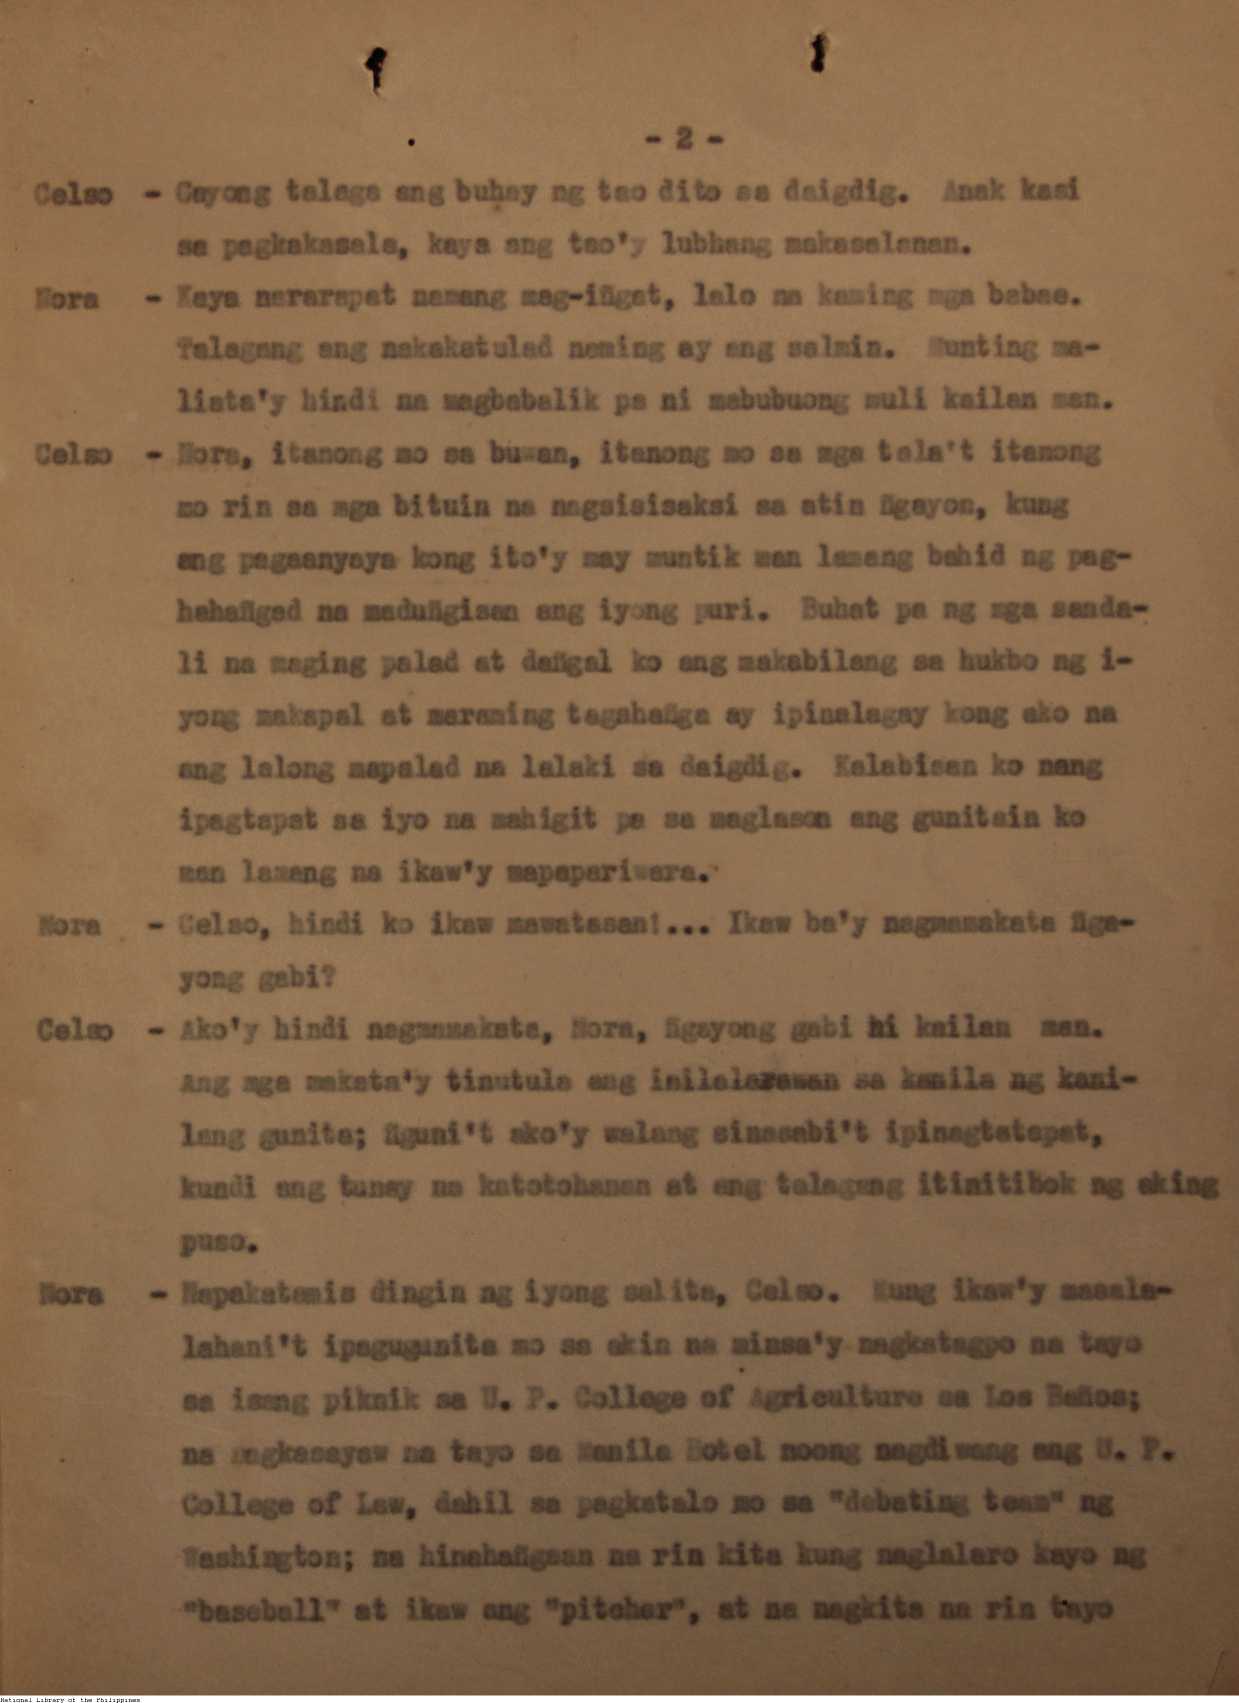 - 2 -
Celso - Gayong talaga ang buhay ng tao dito sa daigdig. Anak kasi
sa pagkakasala, kaya ang tao'y lubhang makasalanan.
Nora - Kaya nararapat namang mag-iñgat, lalo na kaming mga babae.
Talagang ang nakakatulad naming ay ang salmin. Munting ma-
liata'y hindi na magbabalik pa ni mabubuong muli kailan man.
Celso - Nora, itanong mo sa buwan, itanong mo sa mga tala't itanong
mo rin sa mga bituin na nagsisisaksi sa atin ñgayon, kung
ang pagaanyaya kong ito'y may muntik man lamang bahid ng pag-
hahañgad na maduñgisan ang iyong puri. Buhat pa ng mga sanda-
li na maging palad at dañgal ko ang makabilang sa hukbo ng i-
yong makapal at maraming tagahañga ay ipinalagay kong ako na
ang lalong mapalad na lalaki sa daigdig. Kalabisan ko nang
ipagtapat sa iyo na mahigit pa sa maglason ang gunitain ko
man lamang na ikaw'y mapapariwara.
Nora - Celso, hindi ko ikaw mawatasan!... Ikaw ba'y nagmamakata ñga-
yong gabi?
Celso - Ako'y hindi nagmamakata, Nora, ñgayong gabi ni kailan man.
Ang mga makata'y tinutula ang inilalarawan sa kanila ng kani-
lang gunita; ñguni't ako'y walang sinasabi't ipinagtatapat,
kundi ang tunay na katotohanan at ang talagang itinitibok ng aking
puso.
Nora - Napakatamis dingin ng iyong salita, Celso. Kung ikaw'y masala-
lahani't ipagugunita mo sa akin na minsa'y nagkatagpo na tayo
sa isang piknik sa U. P. College of Agriculture sa Los Baños;
na nagkasayaw na tayo sa Manila Hotel noong nagdiwang ang U. P.
College of Law, dahil sa pagkatalo mo sa "debating team" ng
Washington; na hinahañgaan na rin kita kung naglalaro kayo ng
"baseball" at ikaw ang "pitcher", at na nagkita na rin tayo
National Library of the Philippines